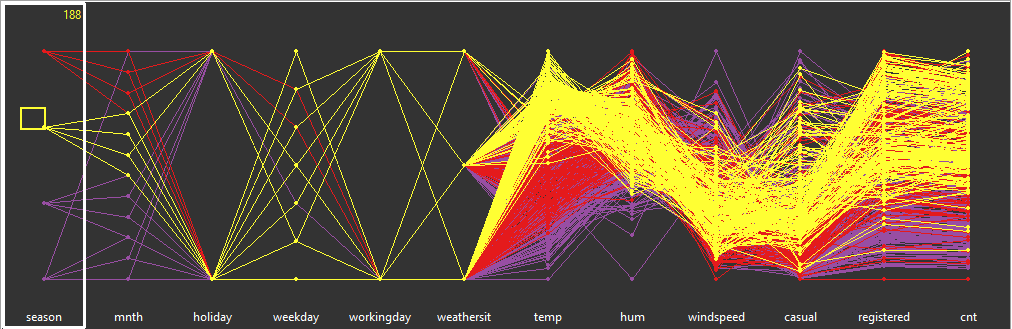 188
season mnth holiday weekday workingday weathersit temp hum windspeed casual registered cnt